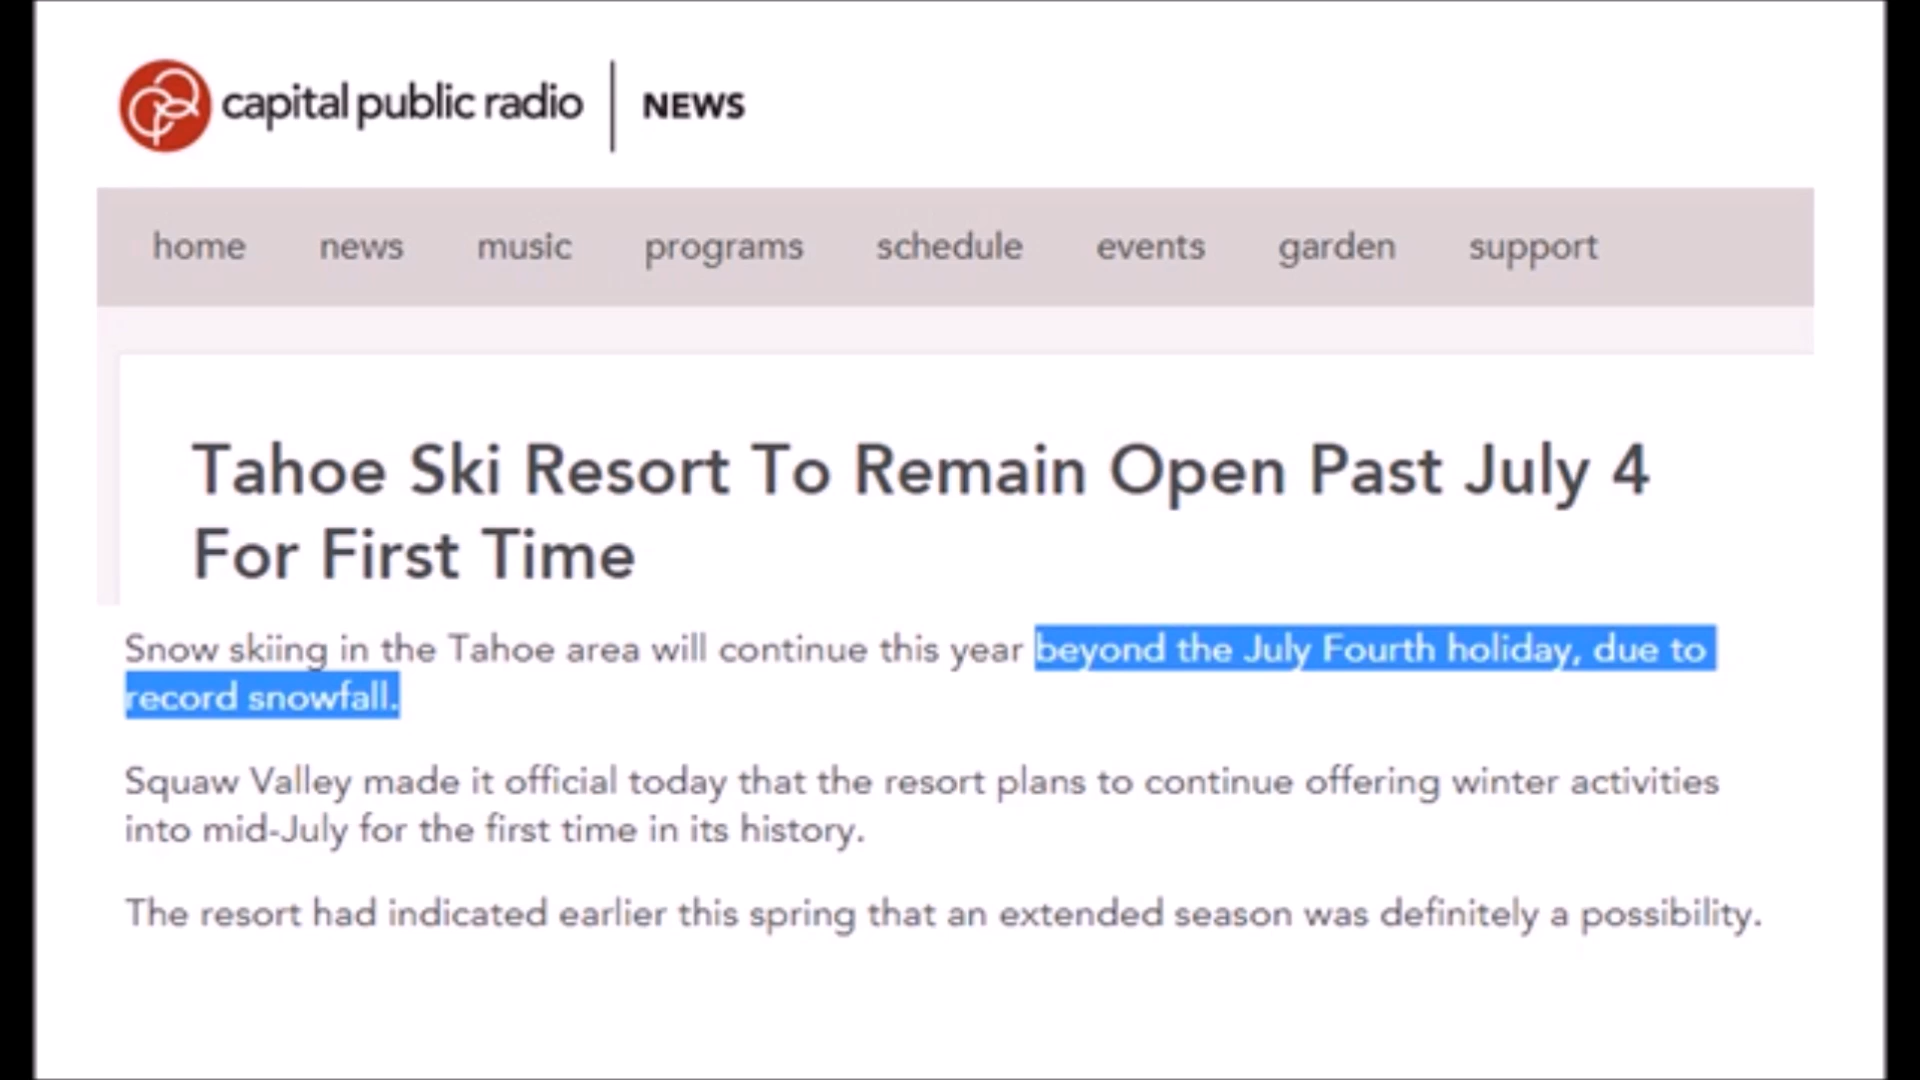 capital public radio | NEWS
home news music programs schedule events garden support
Tahoe Ski Resort To Remain Open Past July 4
For First Time
Snow skiing in the Tahoe area will continue this year beyond the July Fourth holiday, due to
record snowfall.
Squaw Valley made it official today that the resort plans to continue offering winter activities
into mid-July for the first time in its history.
The resort had indicated earlier this spring that an extended season was definitely a possibility.